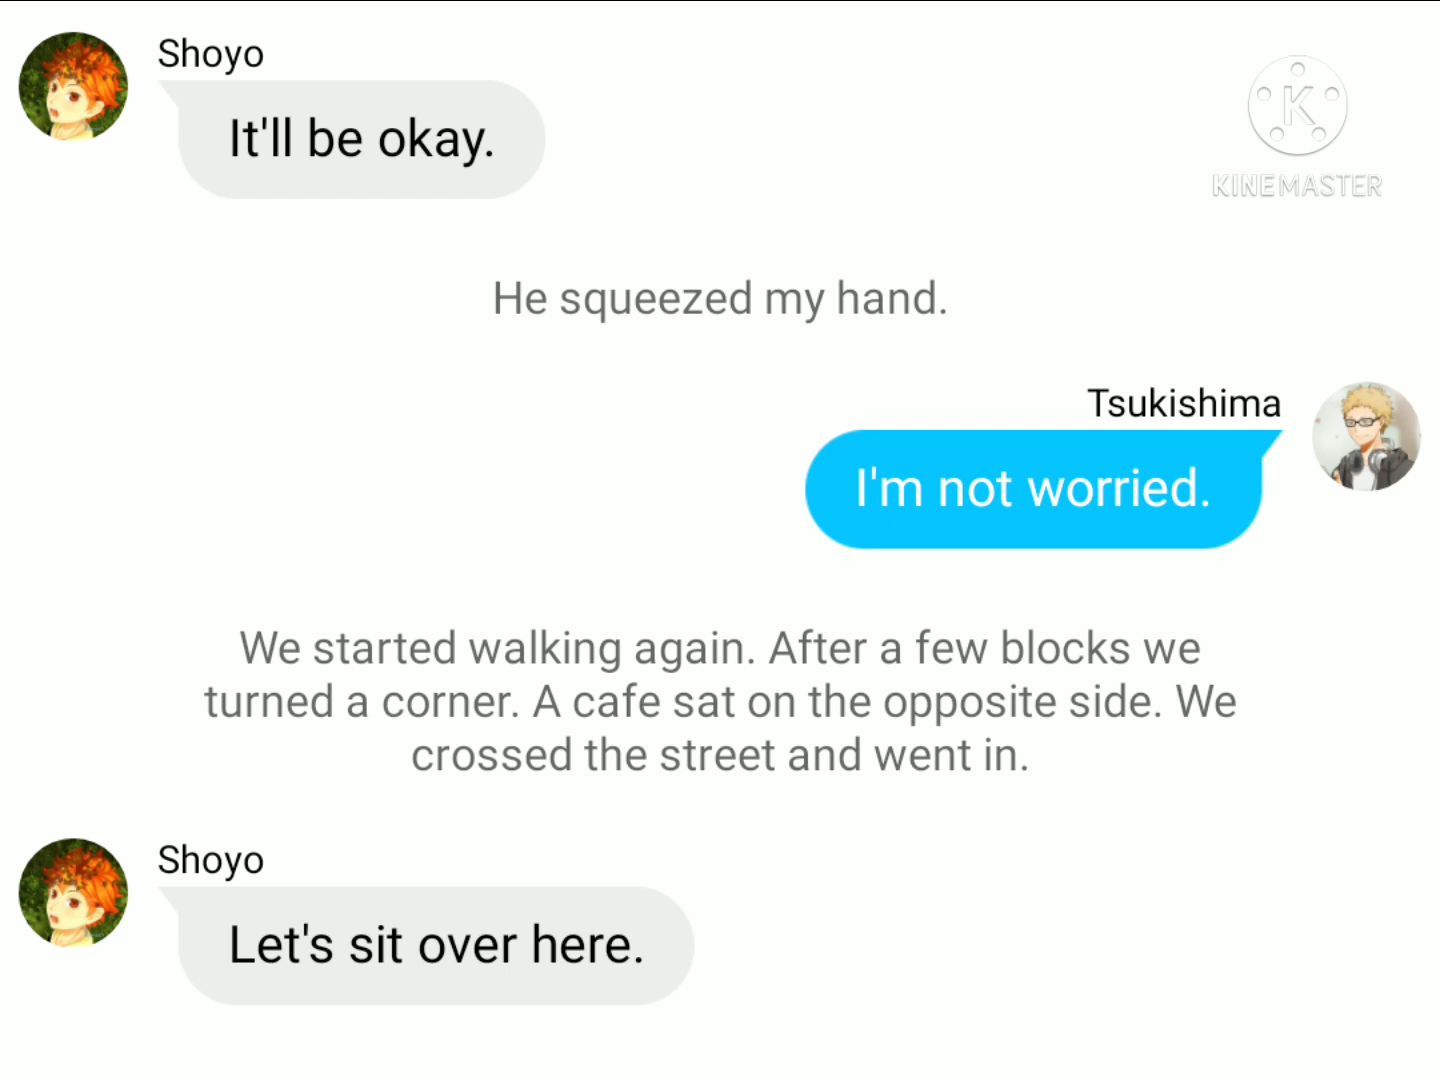 Shoyo
It'll be okay.
K
KINEMASTER
He squeezed my hand.
Tsukishima
I'm not worried.
We started walking again. After a few blocks we
turned a corner. A cafe sat on the opposite side. We
crossed the street and went in.
Shoyo
Let's sit over here.